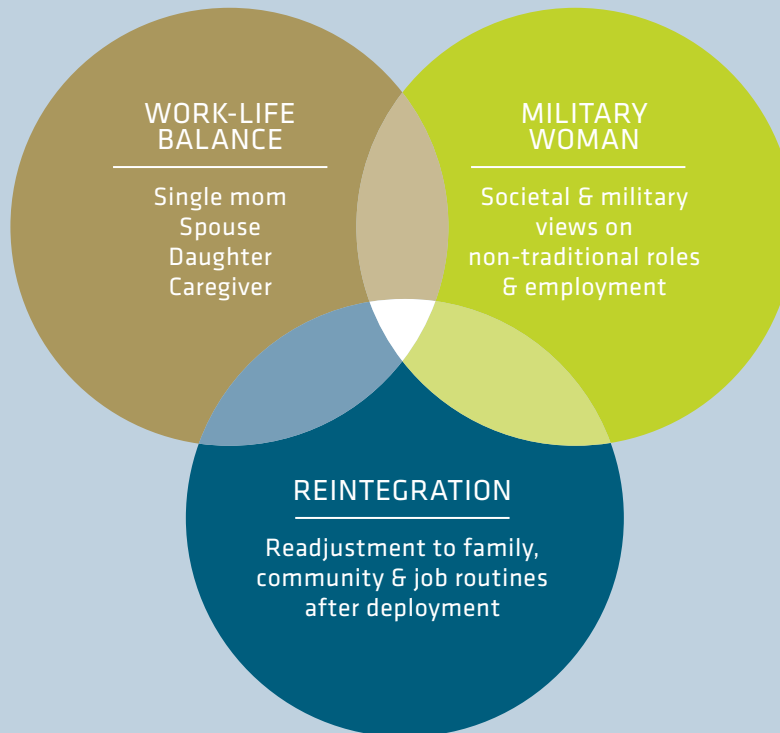 WORK-LIFE
BALANCE
Single mom
Spouse
Daughter
Caregiver
MILITARY
WOMAN
Societal & military
views on
non-traditional roles
& employment
REINTEGRATION
Readjustment to family,
community & job routines
after deployment